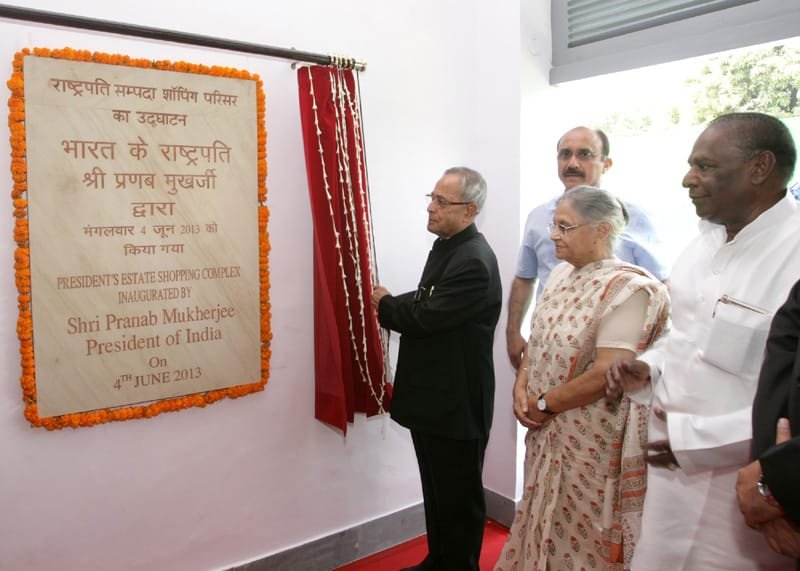 राष्ट्रपति सम्पदा शॉपिंग परिसर
का उद्घाटन
भारत के राष्ट्रपति
श्री प्रणब मुखर्जी
द्वारा
मंगलवार 4 जून 2013 को
किया गया
PRESIDENT'S ESTATE SHOPPING COMPLEX
INAUGURATED BY
Shri Pranab Mukherjee
President of India
On
4TH JUNE 2013